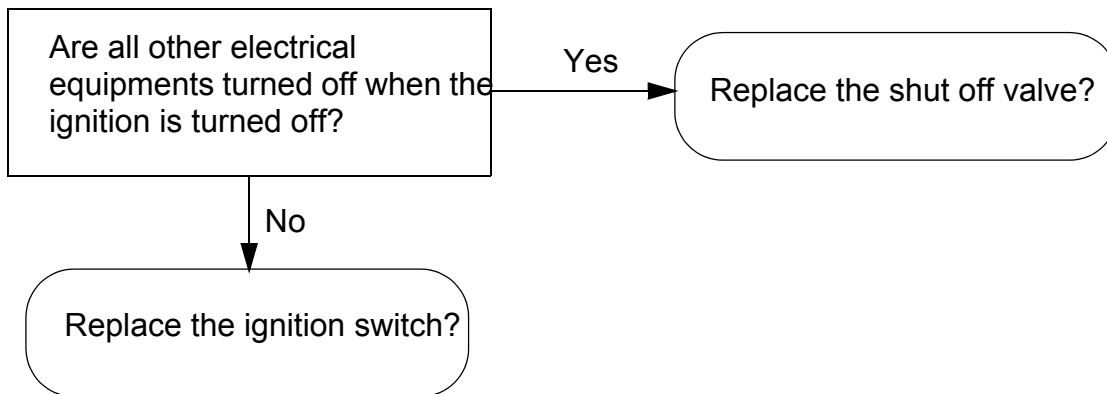 Are all other electrical
equipments turned off when the
ignition is turned off?
Yes
Replace the shut off valve?
No
Replace the ignition switch?